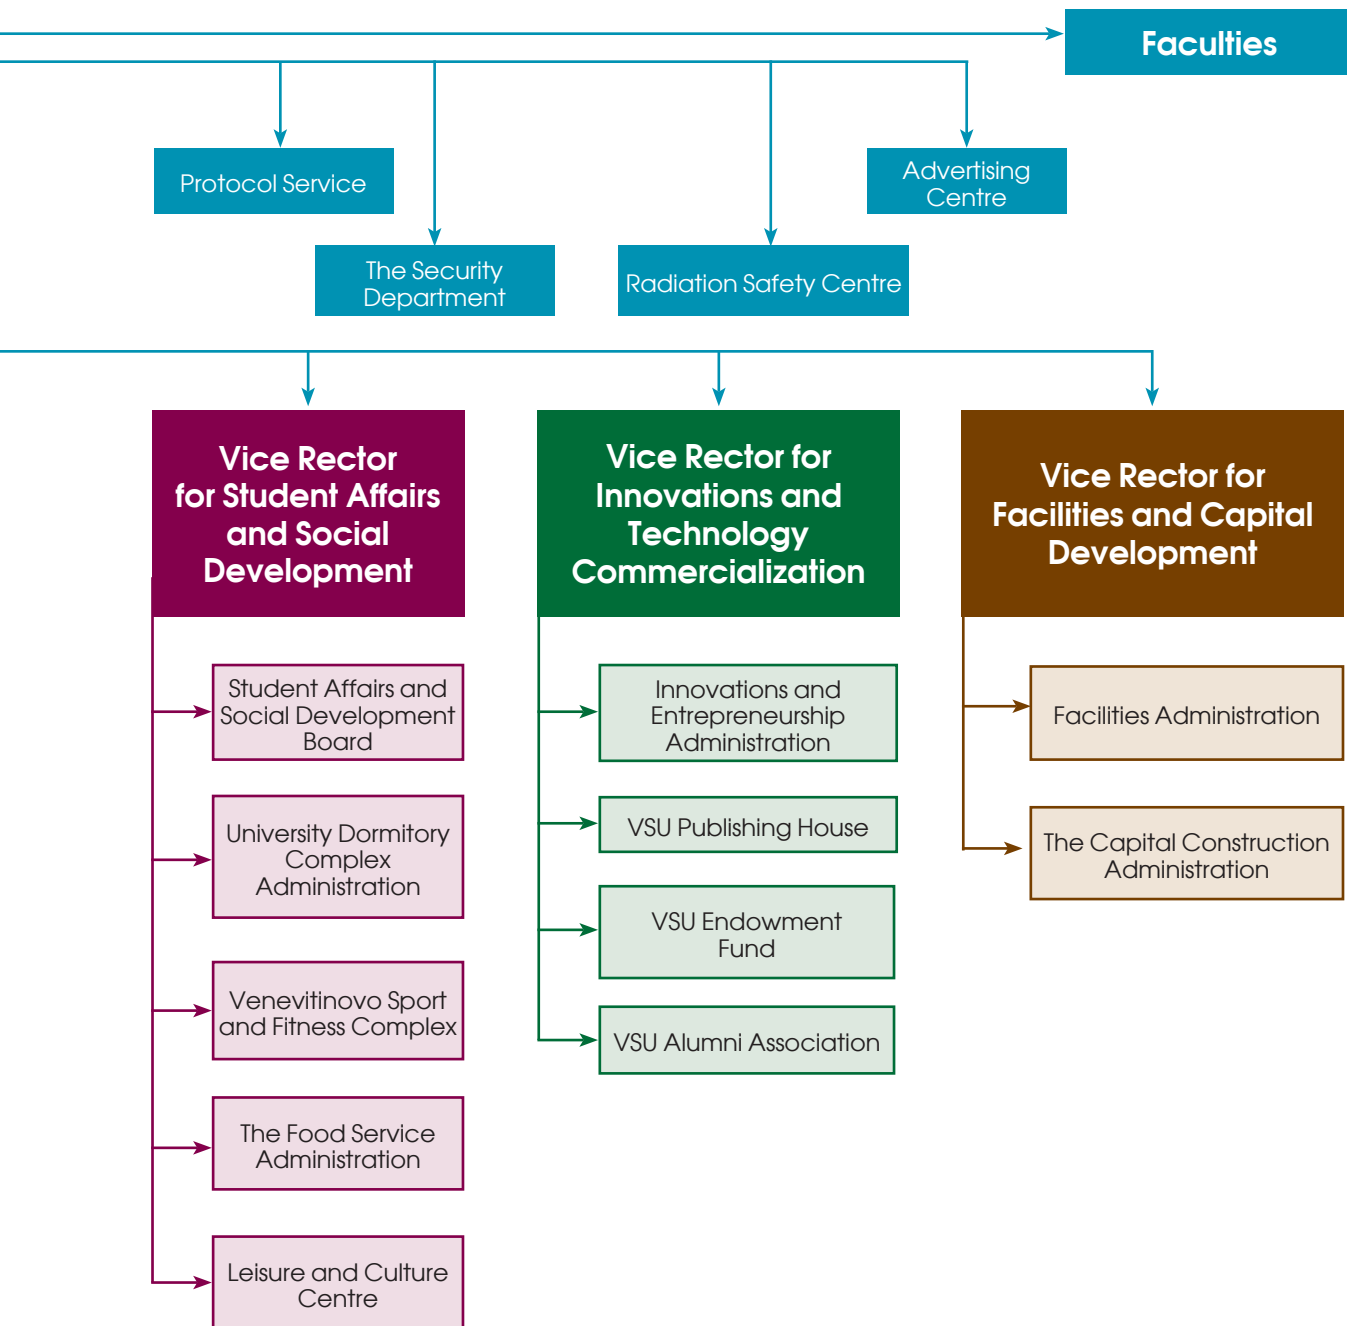 Faculties
Protocol Service
Advertising
Centre
The Security
Department
Radiation Safety Centre
Vice Rector
for Student Affairs
and Social
Development
Student Affairs and
Social Development
Board
University Dormitory
Complex
Administration
Venevitinovo Sport
and Fitness Complex
The Food Service
Administration
Leisure and Culture
Centre
Vice Rector for
Innovations and
Technology
Commercialization
Innovations and
Entrepreneurship
Administration
VSU Publishing House
VSU Endowment
Fund
VSU Alumni Association
Vice Rector for
Facilities and Capital
Development
Facilities Administration
The Capital Construction
Administration